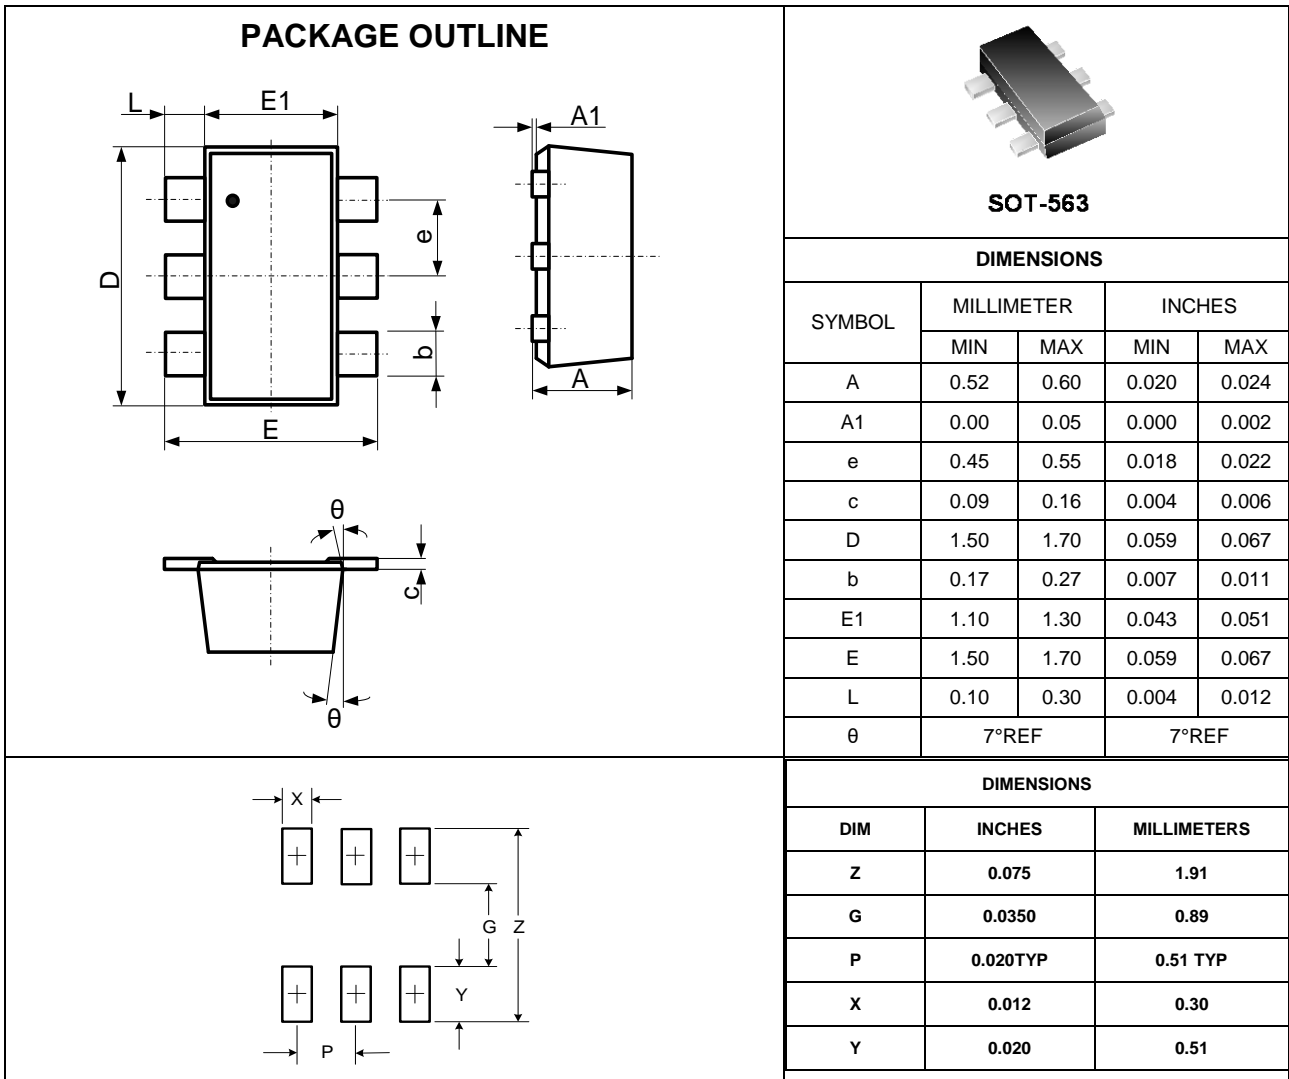 PACKAGE OUTLINE
L
E1
A1
e
D
b
E
A
θ
c
θ
SOT-563
DIMENSIONS
SYMBOL MILLIMETER INCHES
MIN MAX MIN MAX
A 0.52 0.60 0.020 0.024
A1 0.00 0.05 0.000 0.002
e 0.45 0.55 0.018 0.022
c 0.09 0.16 0.004 0.006
D 1.50 1.70 0.059 0.067
b 0.17 0.27 0.007 0.011
E1 1.10 1.30 0.043 0.051
E 1.50 1.70 0.059 0.067
L 0.10 0.30 0.004 0.012
θ 7°REF 7°REF
X
G Z
Y
P
DIMENSIONS
DIM INCHES MILLIMETERS
Z 0.075 1.91
G 0.0350 0.89
P 0.020TYP 0.51 TYP
X 0.012 0.30
Y 0.020 0.51